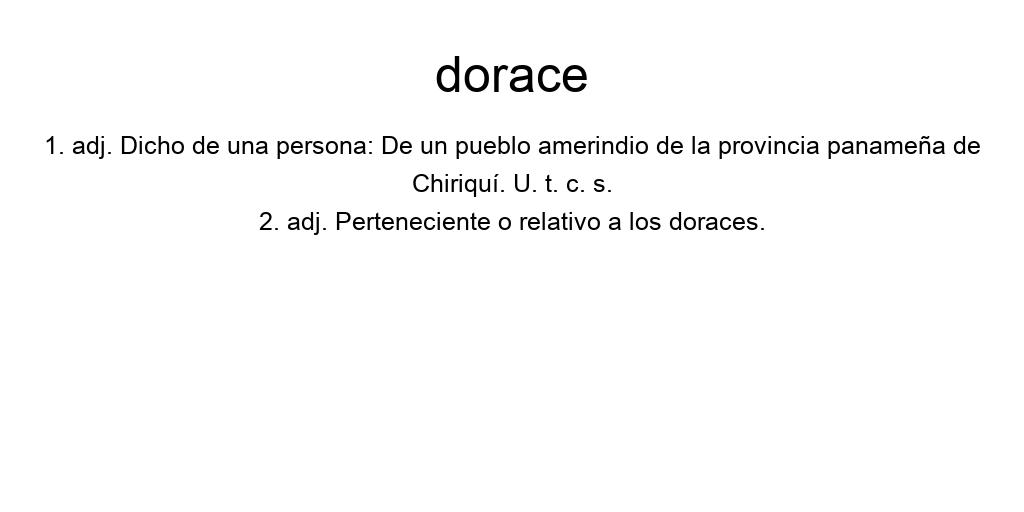 dorace
1. adj. Dicho de una persona: De un pueblo amerindio de la provincia panameña de
Chiriquí. U. t. c. s.
2. adj. Perteneciente o relativo a los doraces.